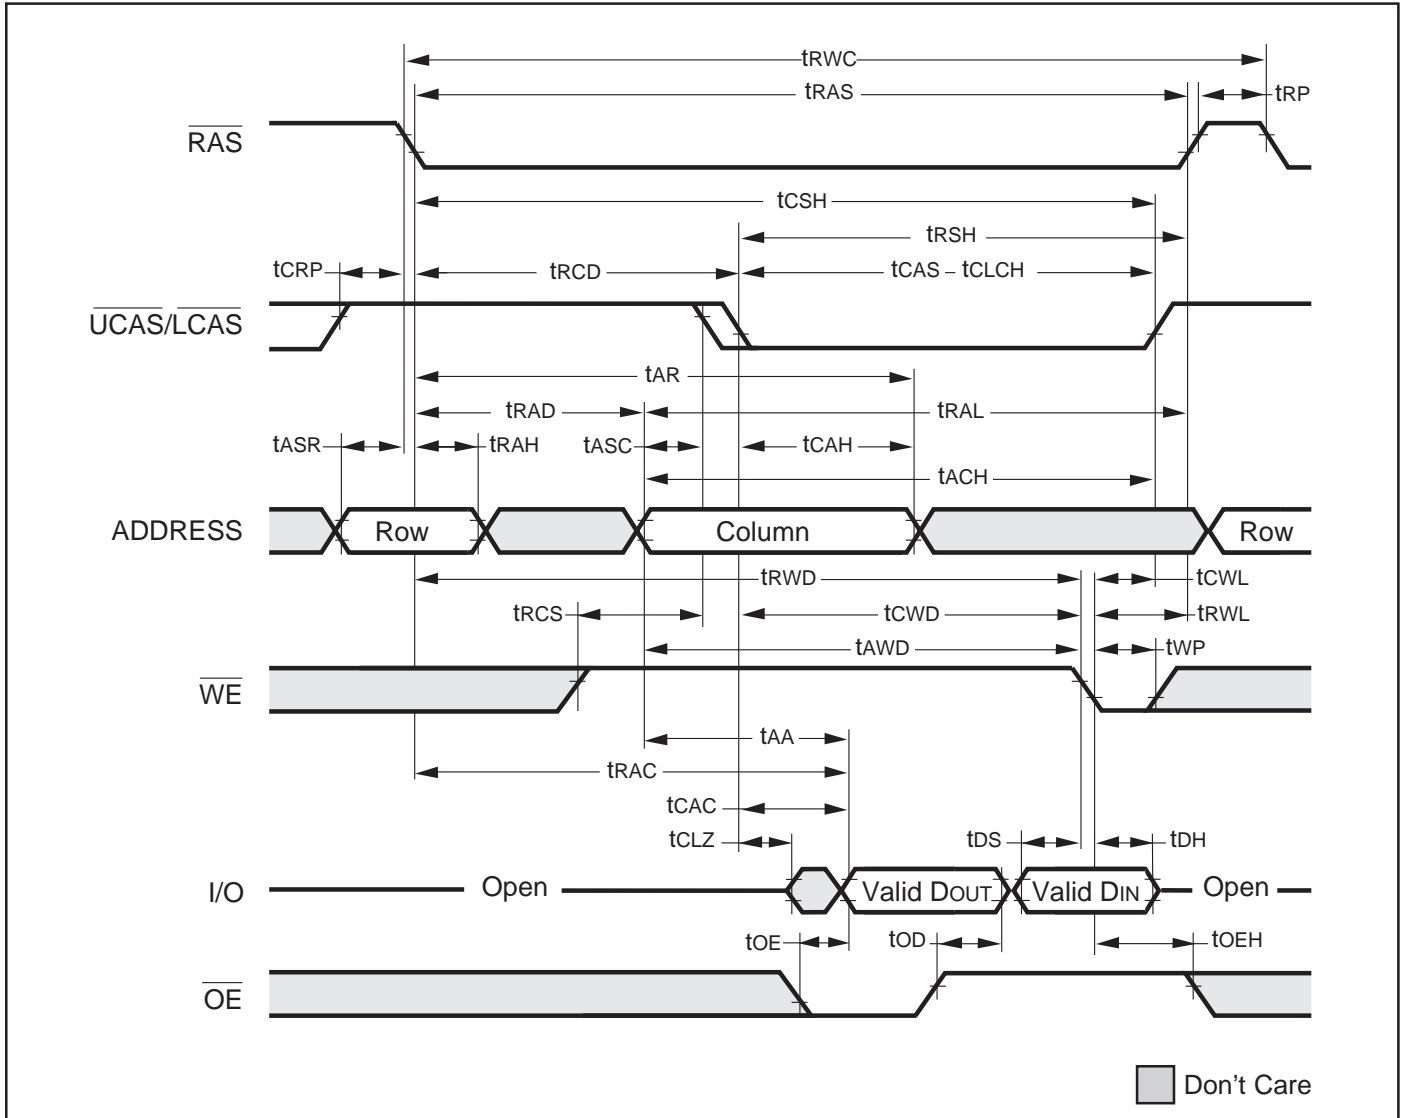 tRWC
tRAS
tRP
RAS
tCSH
tRSH
tCRP
tRCD
tCAS – tCLCH
UCAS/LCAS
tAR
tRAD
tRAL
tASR
tRAH
tASC
tCAH
tACH
ADDRESS
Row
Column
Row
tRWD
tCWL
tRCS
tCWD
tRWL
tAWD
tWP
WE
tAA
tRAC
tCAC
tCLZ
tDS
tDH
I/O
Open
Valid DOUT
Valid DIN
Open
tOE
tOD
tOEH
OE
Don't Care